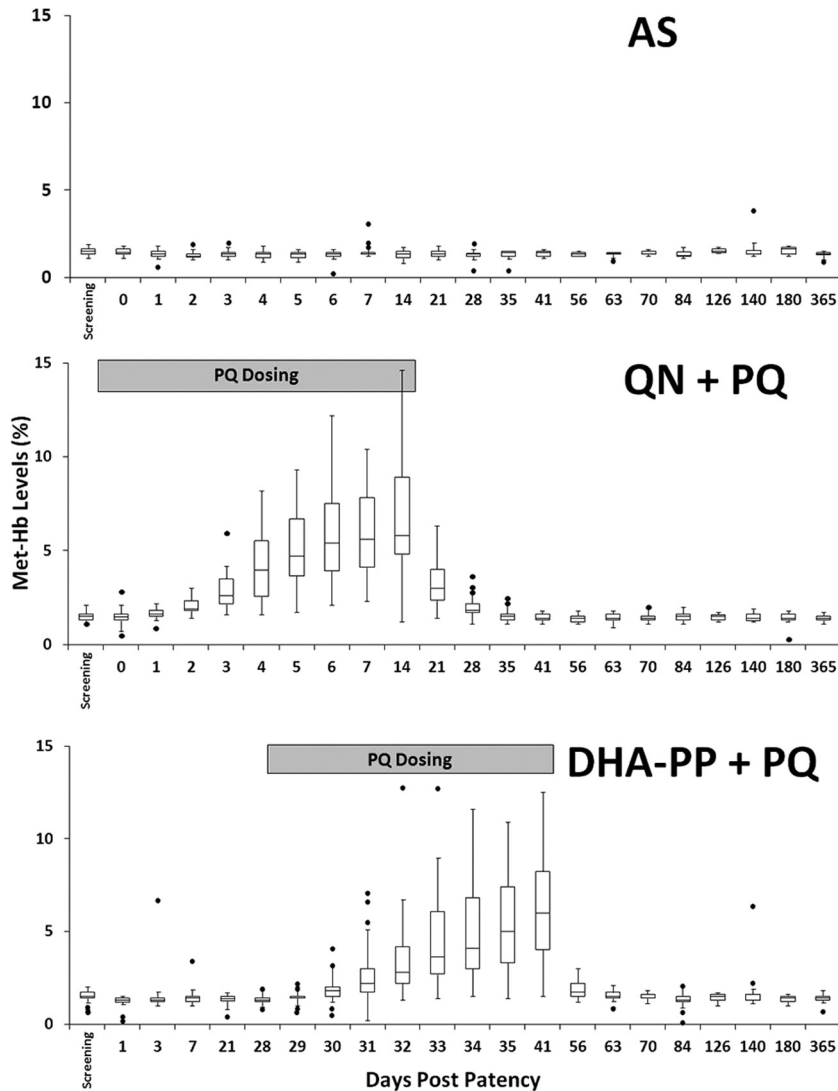 AS
15
10
5
0
Screening 0 1 2 3 4 5 6 7 14 21 28 35 41 56 63 70 84 126 140 180 365
Met-Hb Levels (%)
PQ Dosing
QN + PQ
15
10
5
0
Screening 0 1 2 3 4 5 6 7 14 21 28 35 41 56 63 70 84 126 140 180 365
PQ Dosing
DHA-PP + PQ
15
10
5
0
Screening 1 3 7 21 28 29 30 31 32 33 34 35 41 56 63 70 84 126 140 180 365
Days Post Patency